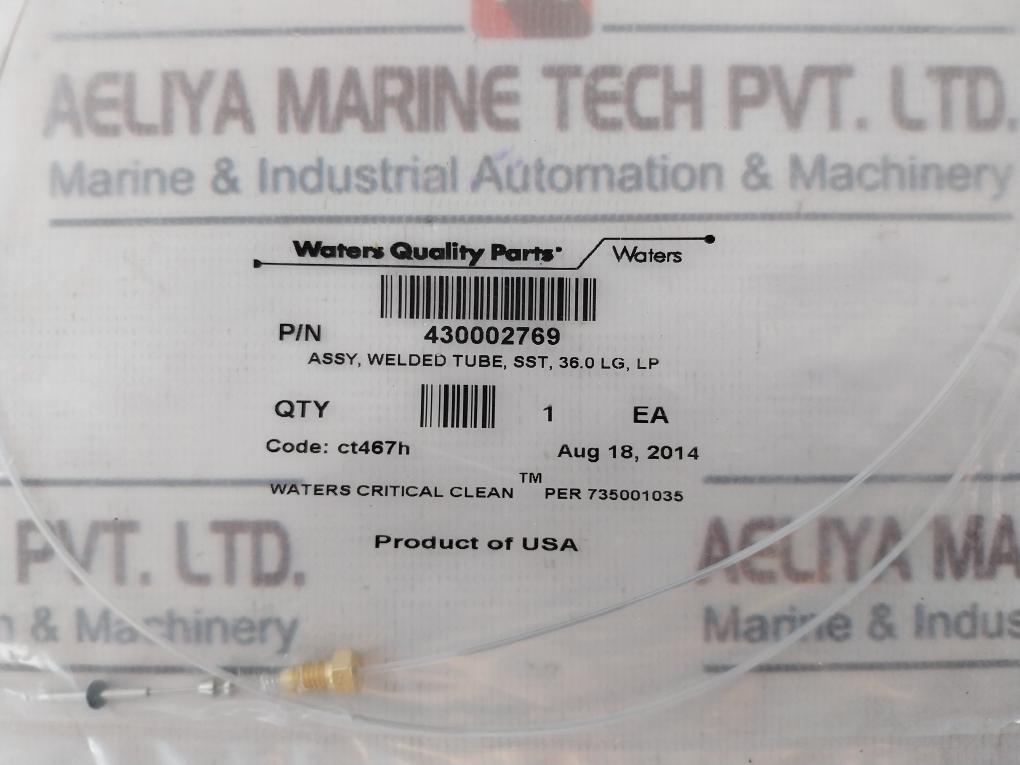 AELIYA MARINE TECH PVT. LTD.
Marine & Industrial Automation & Machinery
Waters Quality Parts
Waters
P/N 430002769
ASSY, WELDED TUBE, SST, 36.0 LG, LP
QTY 1 EA
Code: ct467h Aug 18, 2014
WATERS CRITICAL CLEAN™ PER 735001035
Product of USA
PVT. LTD.
& Machinery
AELIYA MA
Marine & Indus